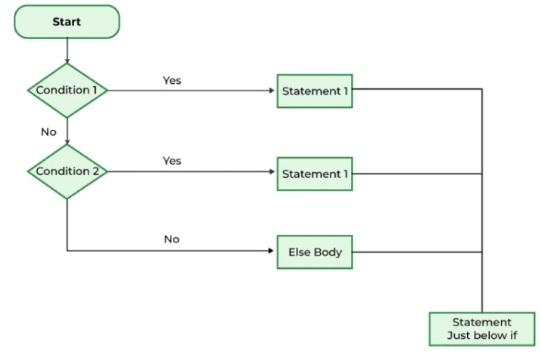 Start
Condition 1
Yes
Statement 1
No
Condition 2
Yes
Statement 1
No
Else Body
Statement
Just below if